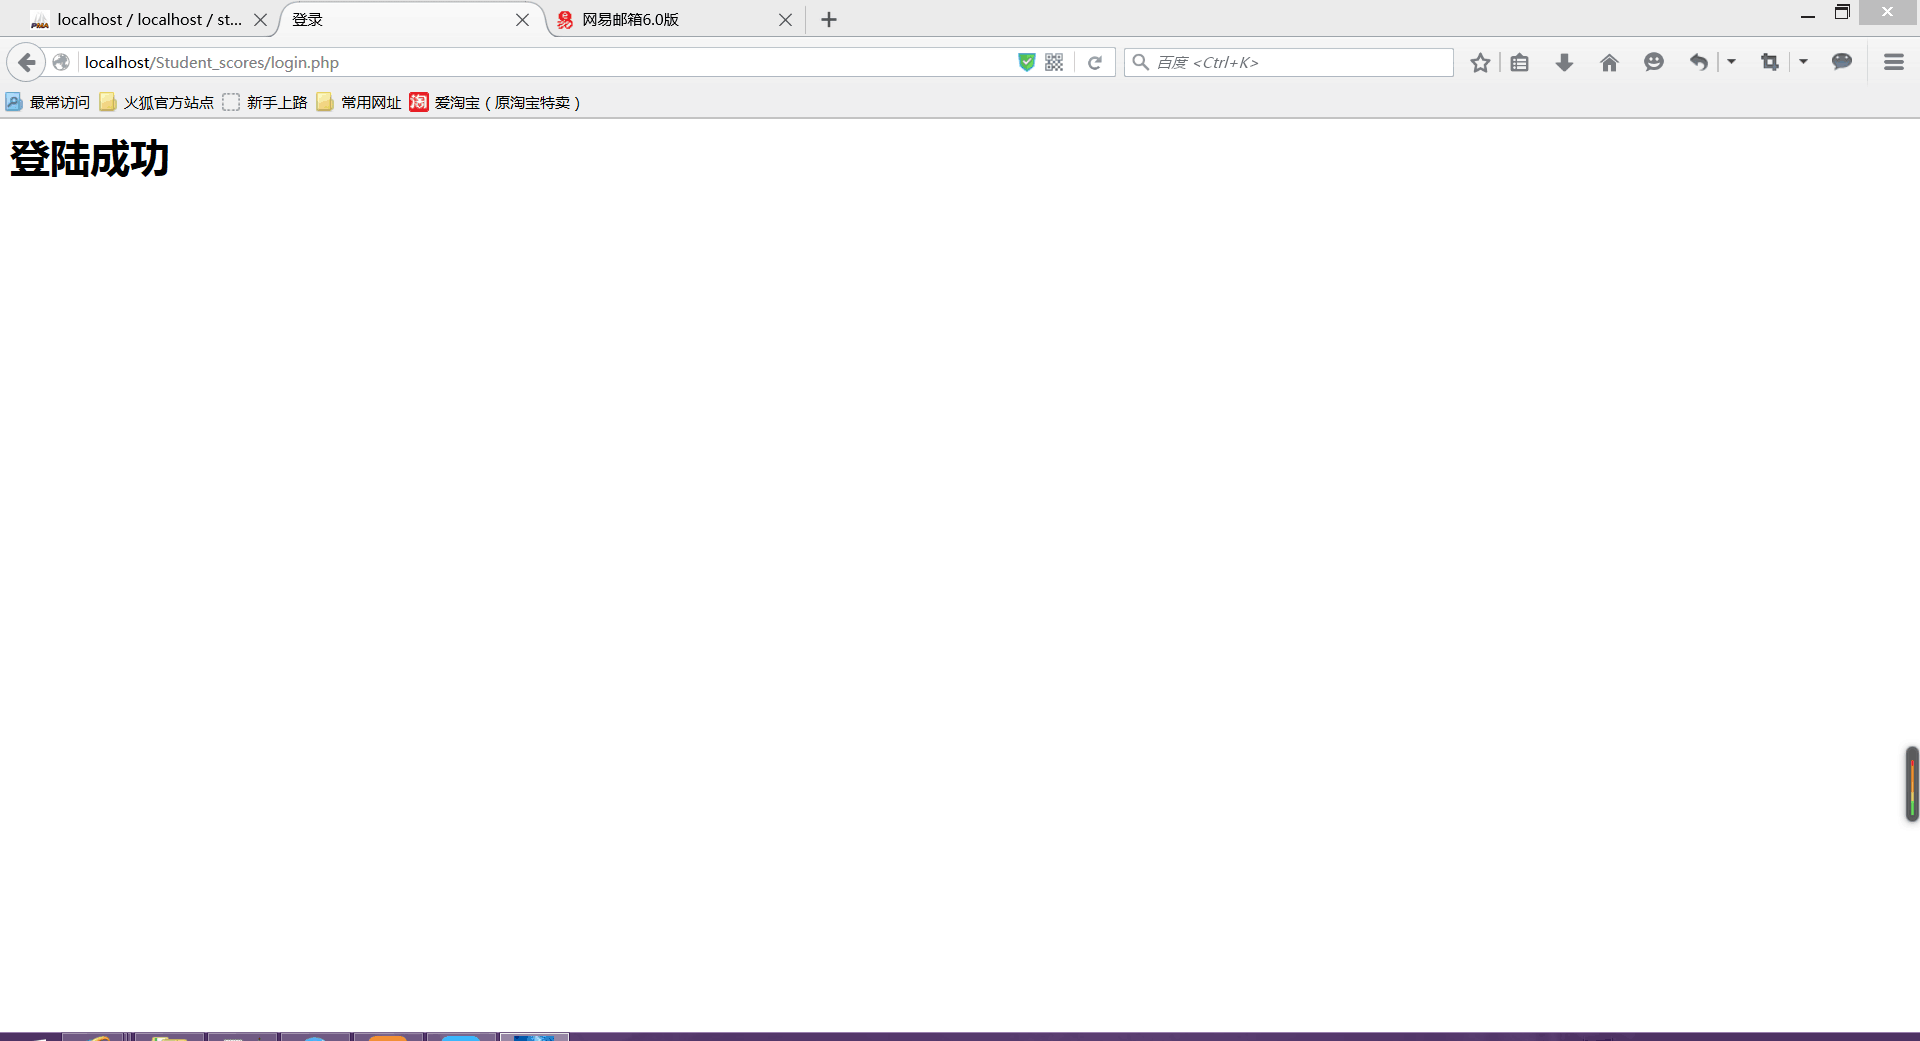 localhost / localhost / st...
登录
网易邮箱6.0版
localhost/Student_scores/login.php
百度 <Ctrl+K>
最常访问 火狐官方站点 新手上路 常用网址 淘 爱淘宝（原淘宝特卖）
登陆成功